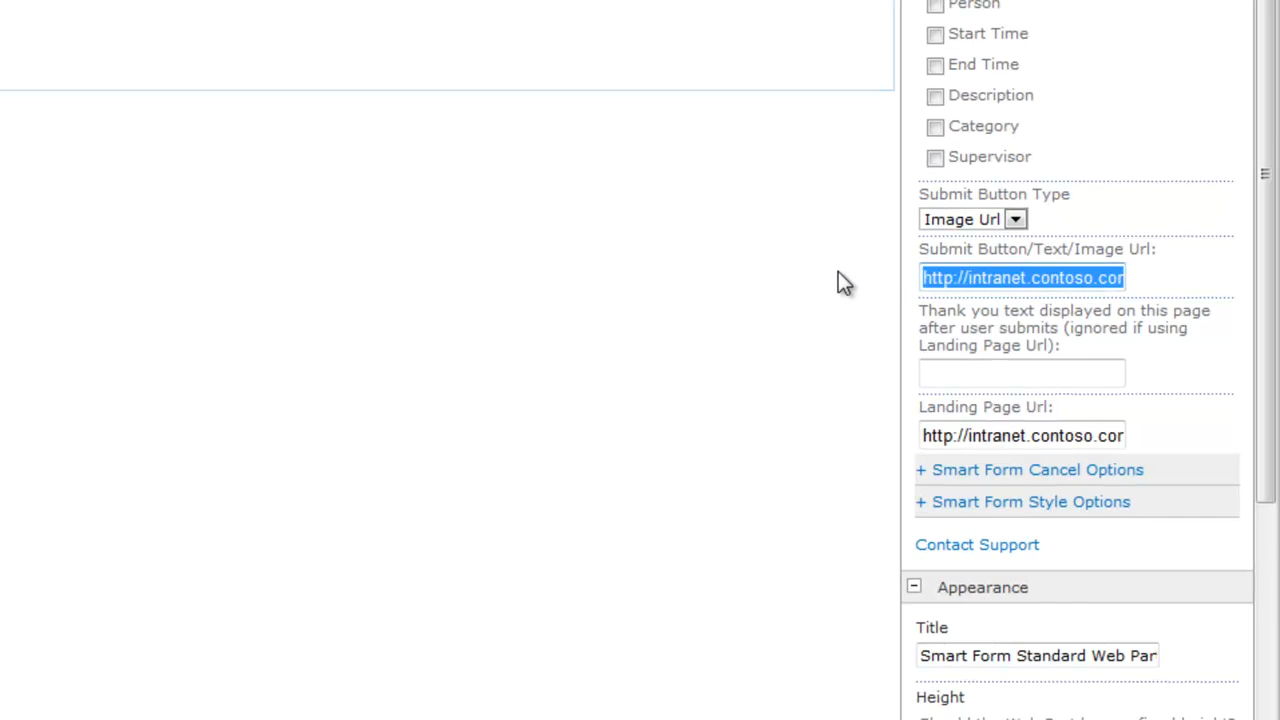 Person
Start Time
End Time
Description
Category
Supervisor
Submit Button Type
Image Url
Submit Button/Text/Image Url:
http://intranet.contoso.cor
Thank you text displayed on this page
after user submits (ignored if using
Landing Page Url):
Landing Page Url:
http://intranet.contoso.cor
+ Smart Form Cancel Options
+ Smart Form Style Options
Contact Support
Appearance
Title
Smart Form Standard Web Par
Height